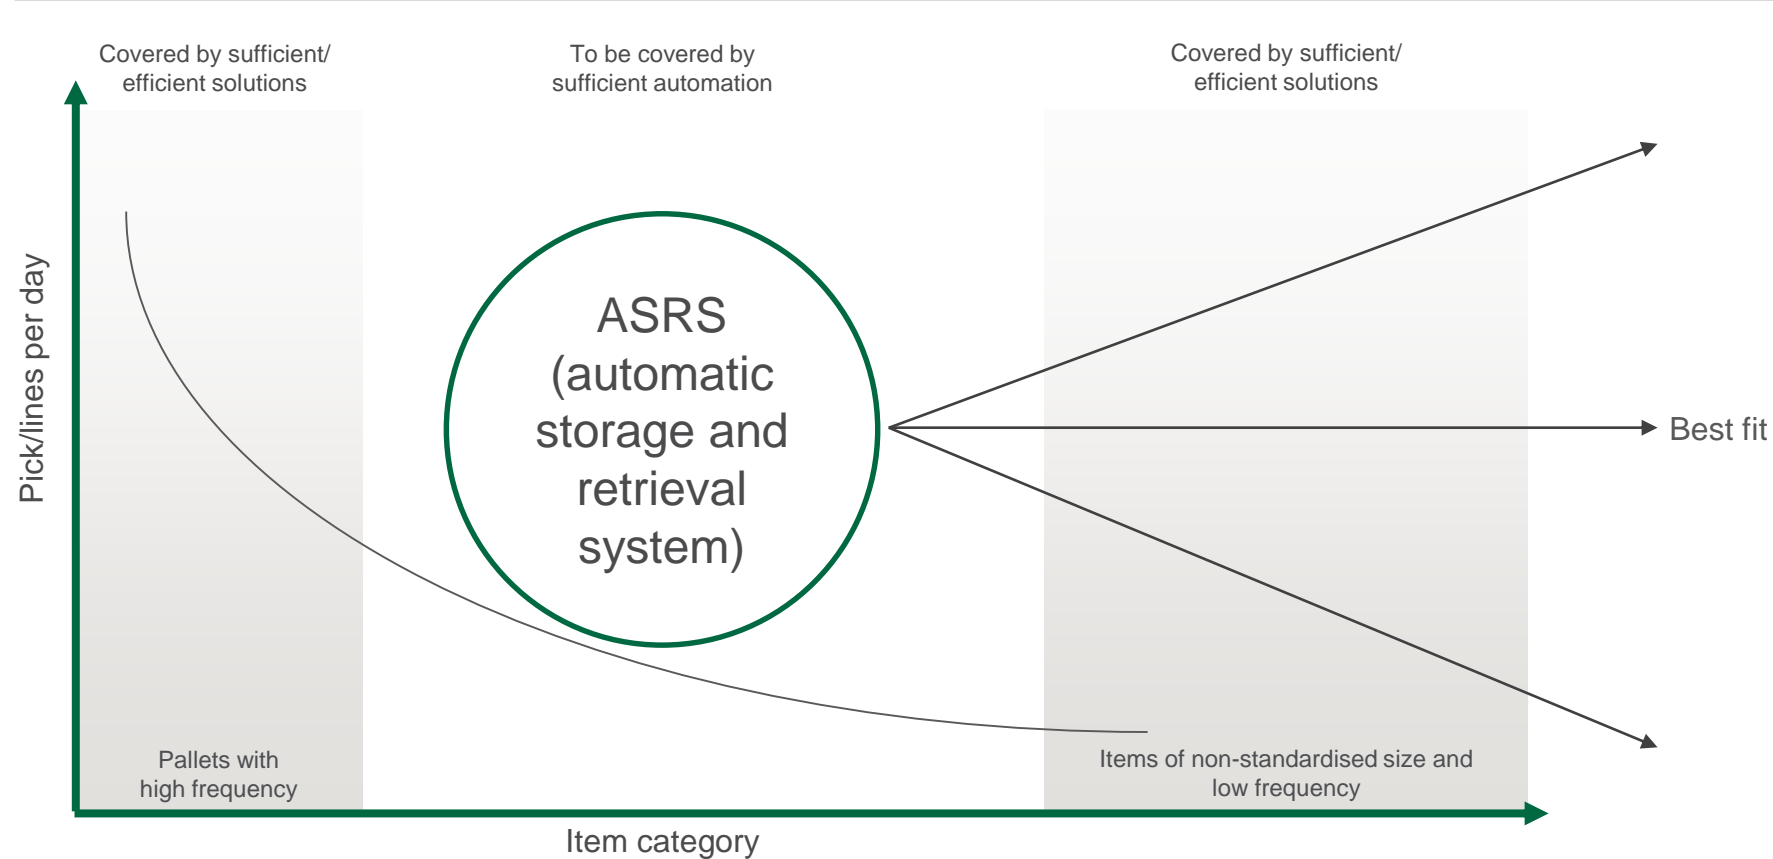 Covered by sufficient/
efficient solutions
To be covered by
sufficient automation
Covered by sufficient/
efficient solutions
Pick/lines per day
ASRS
(automatic
storage and
retrieval
system)
Best fit
Pallets with
high frequency
Items of non-standardised size and
low frequency
Item category